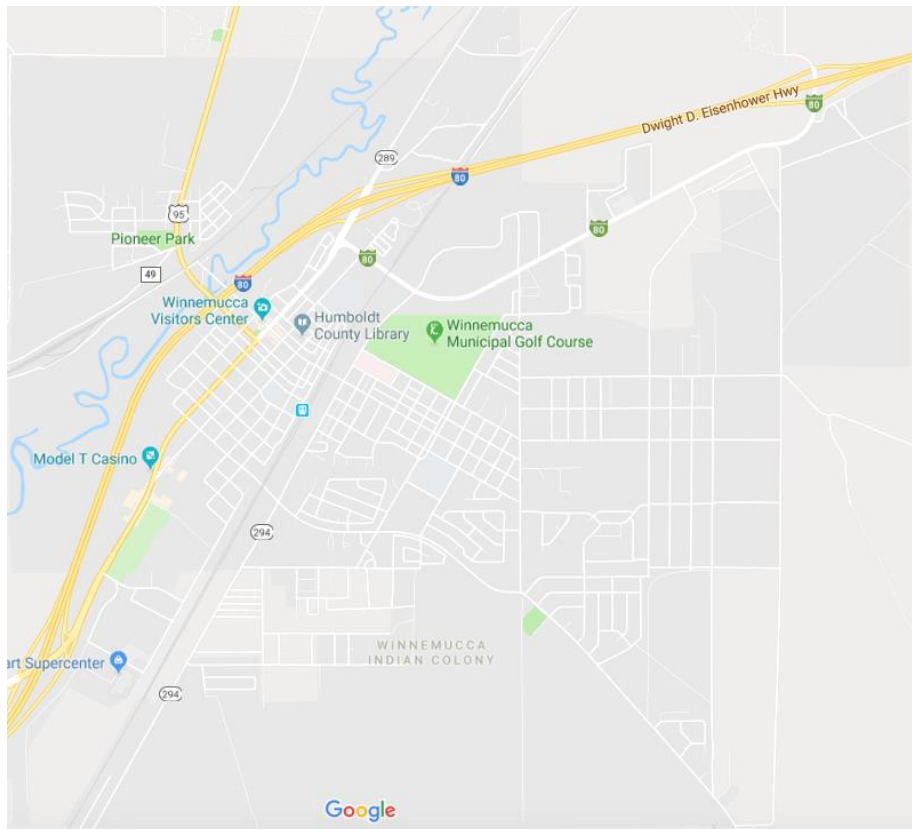 80
Dwight D. Eisenhower Hwy
289
80
95
80
Pioneer Park
80
49
80
Winnemucca
Visitors Center
Humboldt
County Library
Winnemucca
Municipal Golf Course
Model T Casino
294
WINNEMUCCA
INDIAN COLONY
art Supercenter
294
Google